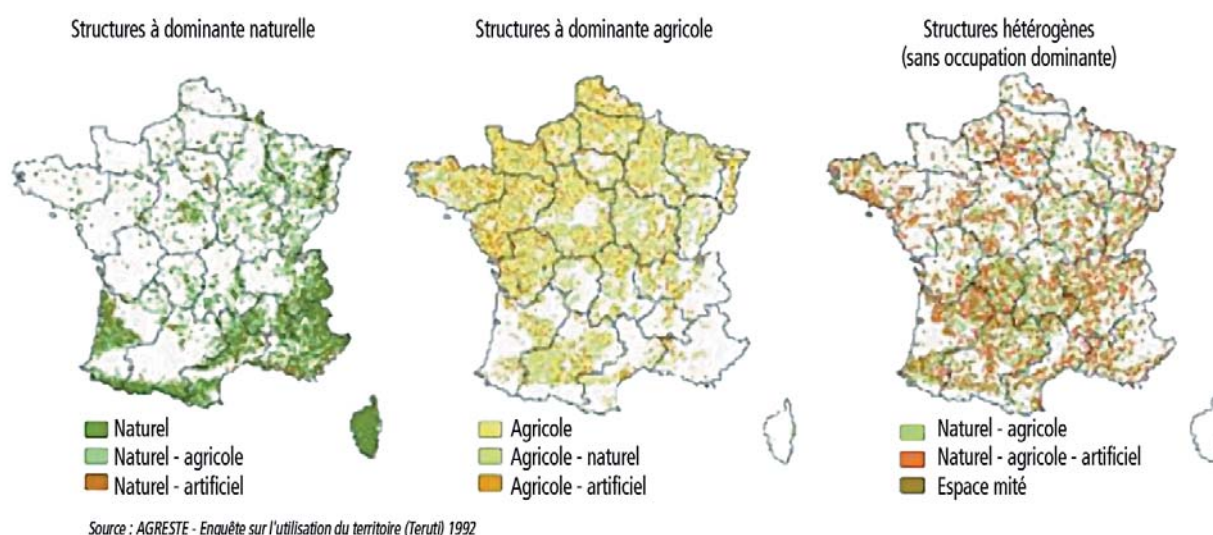 Structures à dominante naturelle
Structures à dominante agricole
Structures hétérogènes
(sans occupation dominante)
Naturel
Naturel - agricole
Naturel - artificiel
Agricole
Agricole - naturel
Agricole - artificiel
Naturel - agricole
Naturel - agricole - artificiel
Espace mité
Source : AGRESTE - Enquête sur l'utilisation du territoire (Teruti) 1992